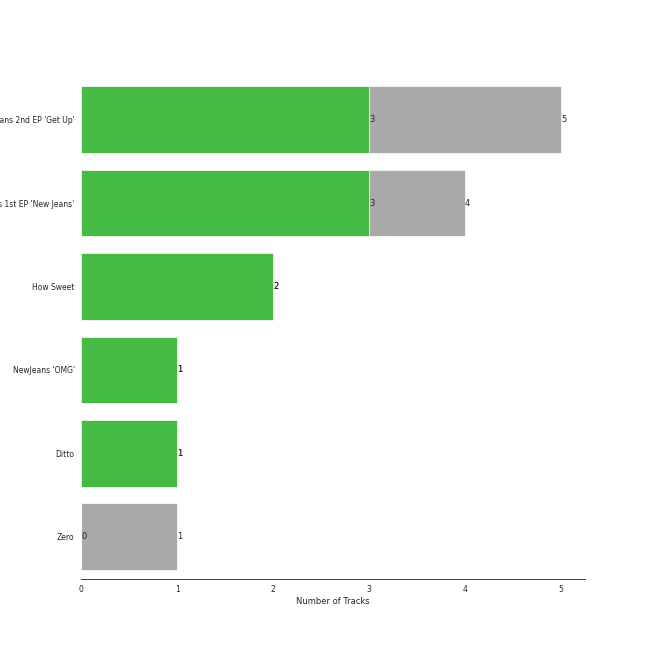 ans 2nd EP 'Get Up'
3
5
s 1st EP 'New Jeans'
3
4
How Sweet
2
NewJeans 'OMG'
1
Ditto
1
Zero
0
1
0 1 2 3 4 5
Number of Tracks